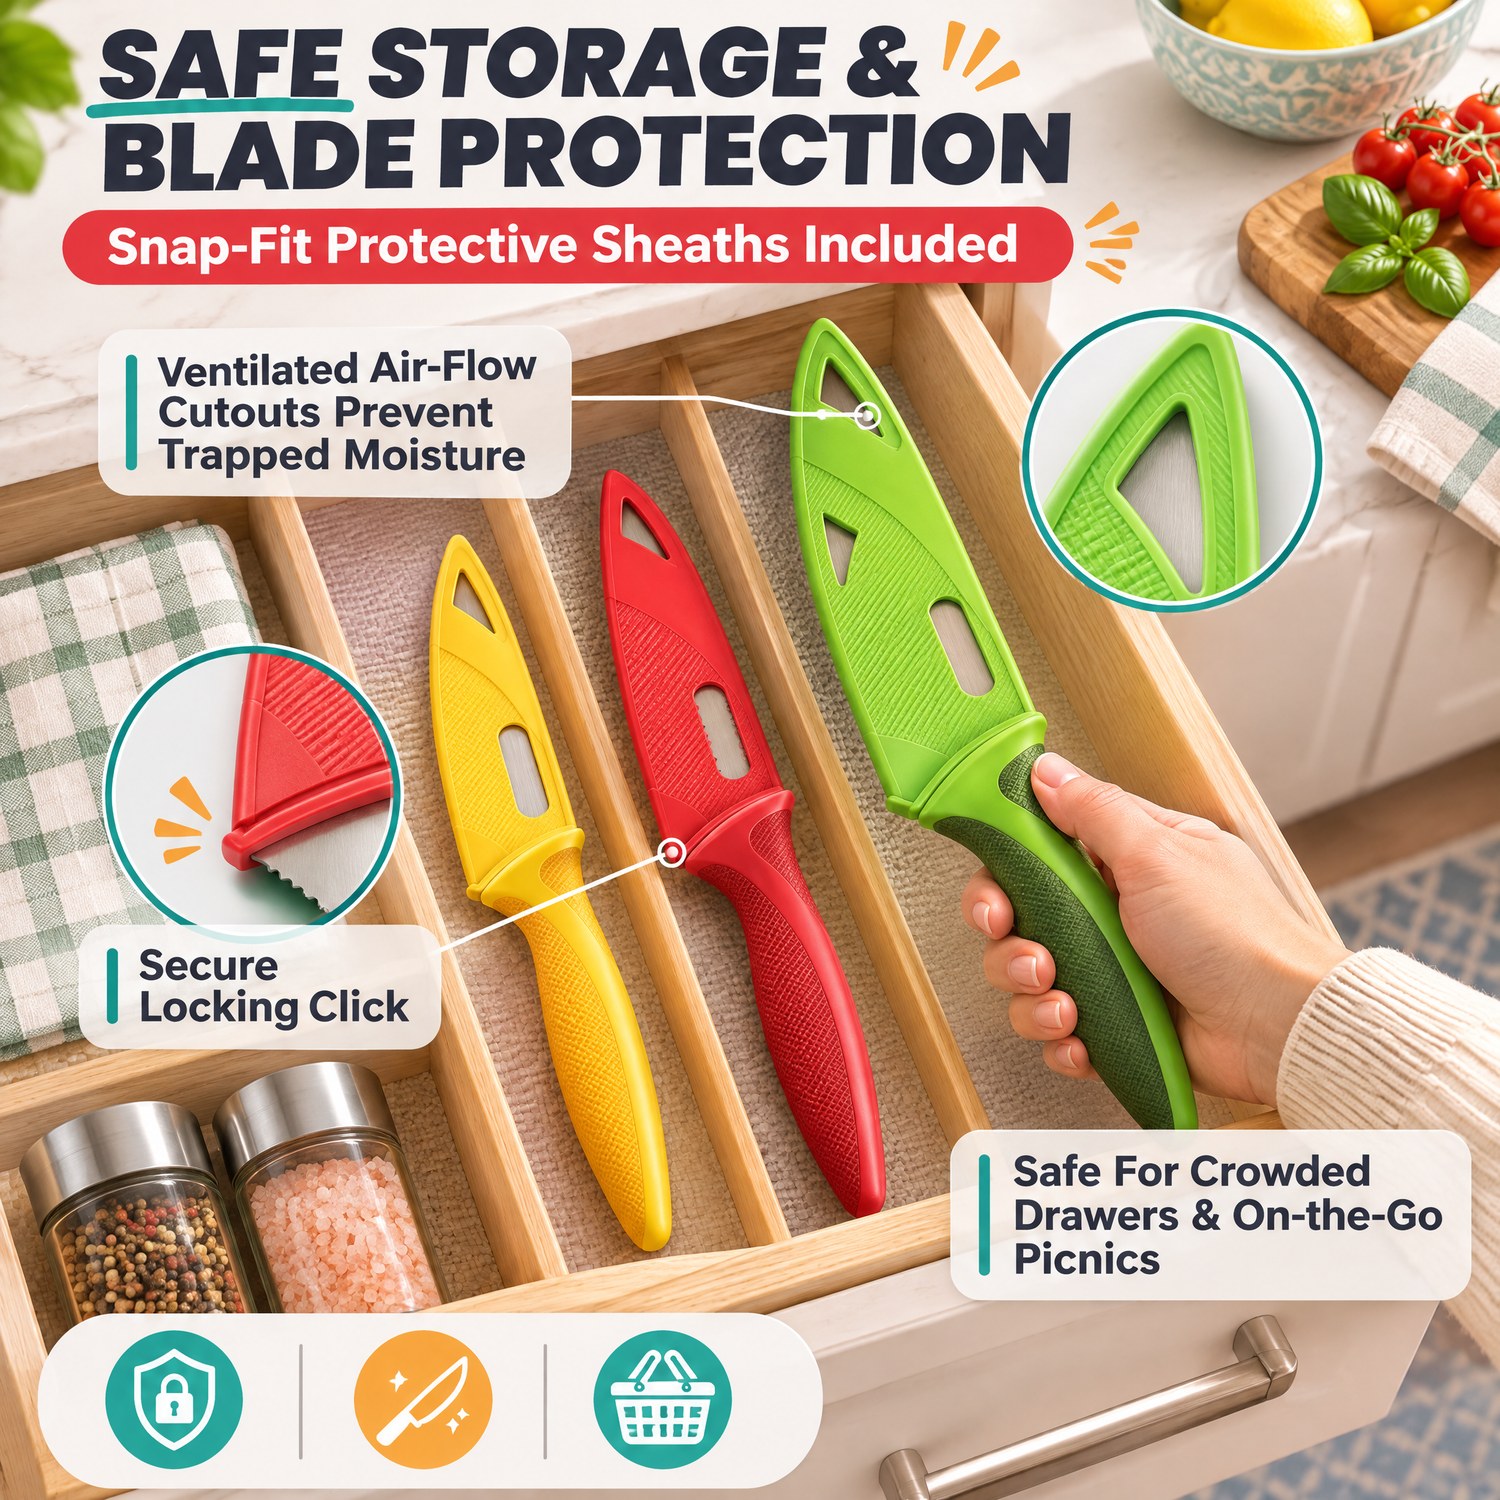 SAFE STORAGE &
BLADE PROTECTION
Snap-Fit Protective Sheaths Included
Ventilated Air-Flow
Cutouts Prevent
Trapped Moisture
Secure
Locking Click
Safe For Crowded
Drawers & On-the-Go
Picnics